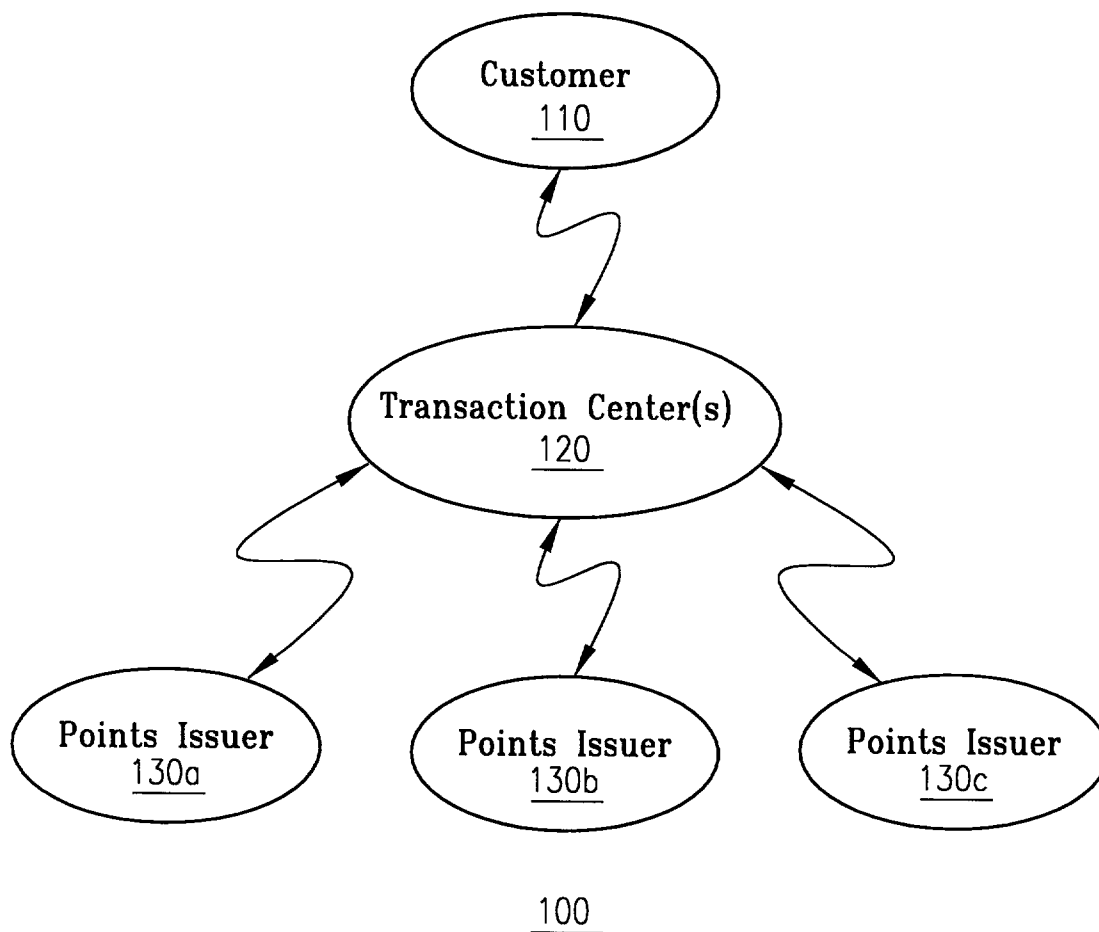 Customer
110
Transaction Center(s)
120
Points Issuer
130a
Points Issuer
130b
Points Issuer
130c
100